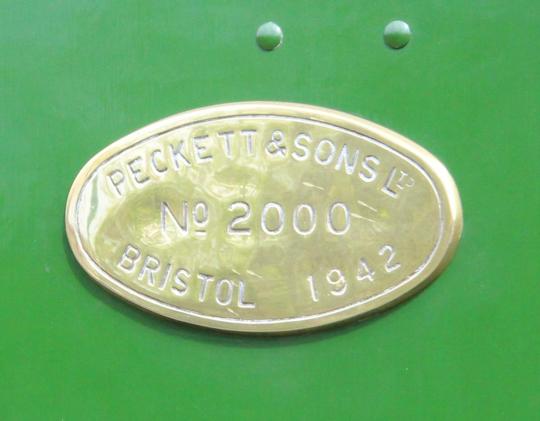 PECKETT & SONS LTD
No 2000
BRISTOL 1942